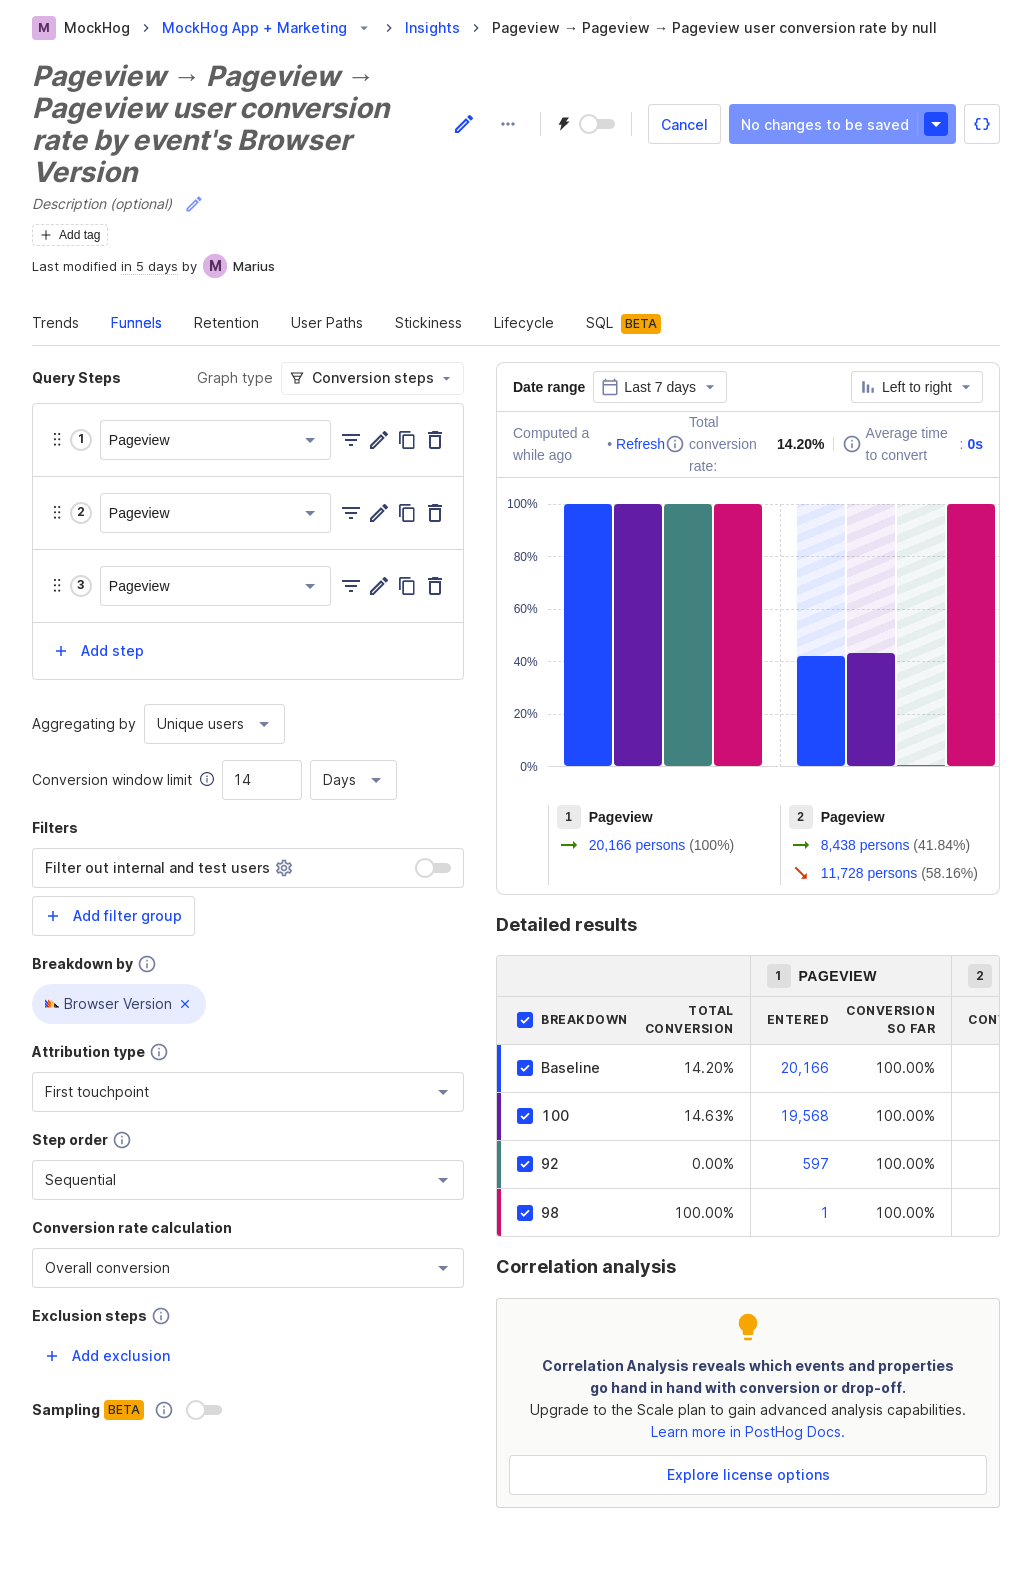 M MockHog > MockHog App + Marketing > Insights > Pageview → Pageview → Pageview user conversion rate by null
Pageview → Pageview →
Pageview user conversion
rate by event's Browser
Version
Cancel
No changes to be saved
Description (optional)
Add tag
Last modified in 5 days by M Marius
Trends Funnels Retention User Paths Stickiness Lifecycle SQL BETA
Query Steps
Graph type Conversion steps
1 Pageview
2 Pageview
3 Pageview
+ Add step
Aggregating by Unique users
Conversion window limit 14 Days
Filters
Filter out internal and test users
+ Add filter group
Breakdown by
Browser Version
Attribution type
First touchpoint
Step order
Sequential
Conversion rate calculation
Overall conversion
Exclusion steps
+ Add exclusion
Sampling BETA
Date range Last 7 days Left to right
Computed a
while ago
• Refresh
Total
conversion
rate:
14.20%
Average time
to convert
: 0s
100%
80%
60%
40%
20%
0%
1 Pageview
20,166 persons (100%)
2 Pageview
8,438 persons (41.84%)
11,728 persons (58.16%)
Detailed results
1 PAGEVIEW 2
BREAKDOWN
TOTAL
CONVERSION
ENTERED
CONVERSION
SO FAR
Baseline 14.20% 20,166 100.00%
100 14.63% 19,568 100.00%
92 0.00% 597 100.00%
98 100.00% 1 100.00%
Correlation analysis
Correlation Analysis reveals which events and properties
go hand in hand with conversion or drop-off.
Upgrade to the Scale plan to gain advanced analysis capabilities.
Learn more in PostHog Docs.
Explore license options